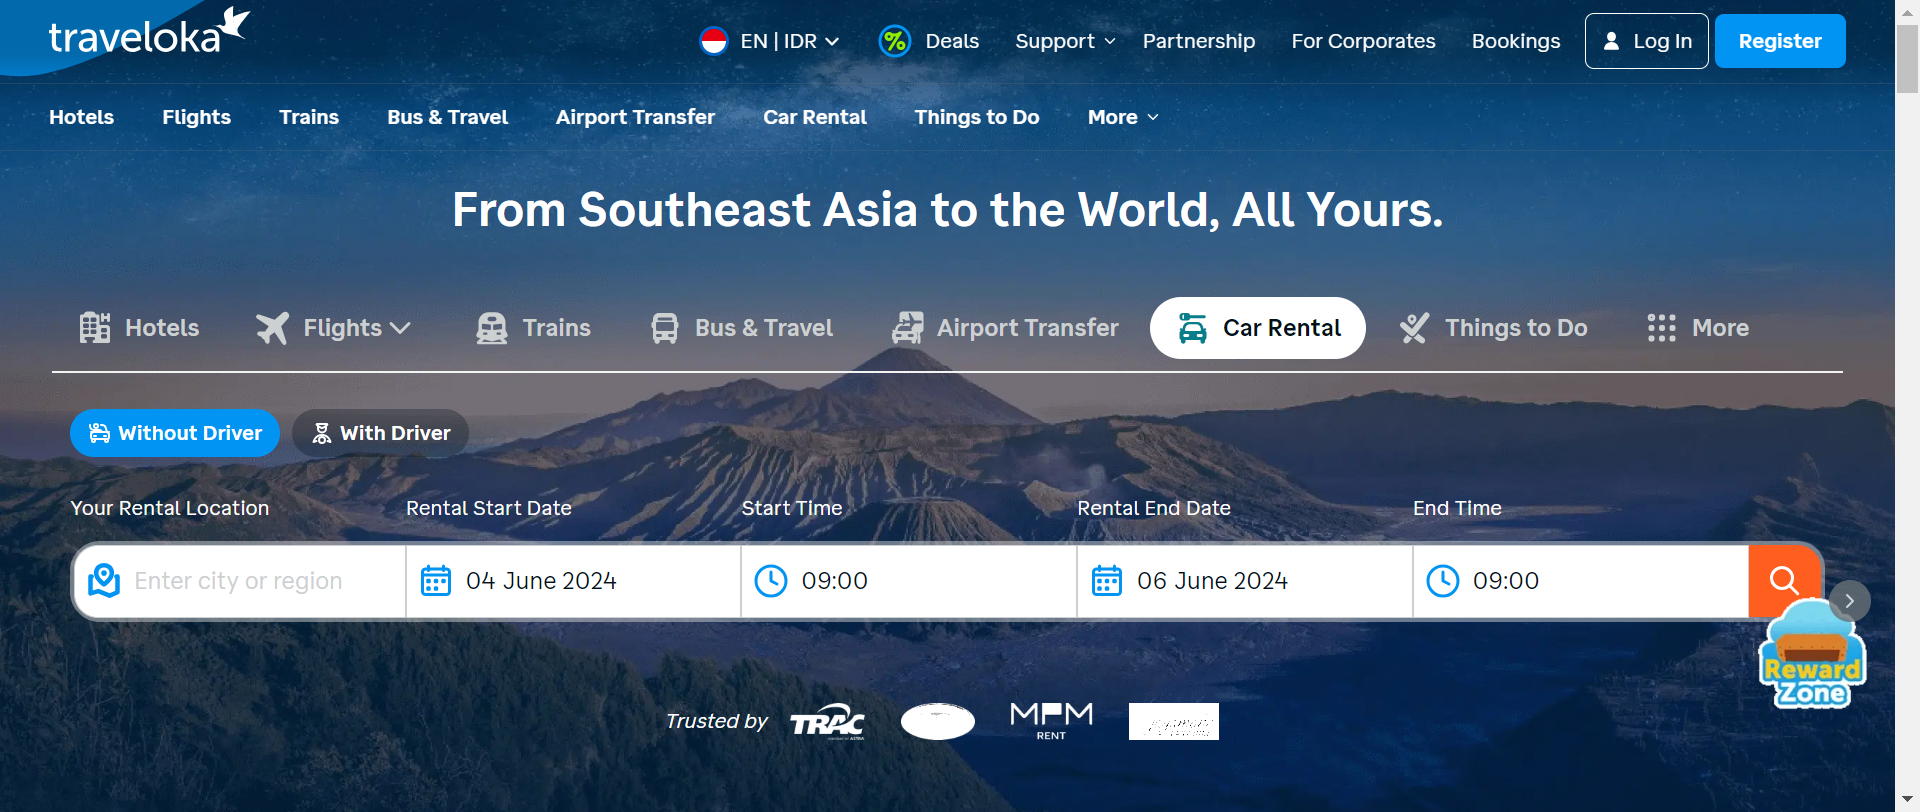 traveloka
EN | IDR
Deals
Support
Partnership
For Corporates
Bookings
Log In
Register
Hotels
Flights
Trains
Bus & Travel
Airport Transfer
Car Rental
Things to Do
More
From Southeast Asia to the World, All Yours.
Hotels
Flights
Trains
Bus & Travel
Airport Transfer
Car Rental
Things to Do
More
Without Driver
With Driver
Your Rental Location
Rental Start Date
Start Time
Rental End Date
End Time
Enter city or region
04 June 2024
09:00
06 June 2024
09:00
Reward
Zone
Trusted by
TRAC
MPM
RENT